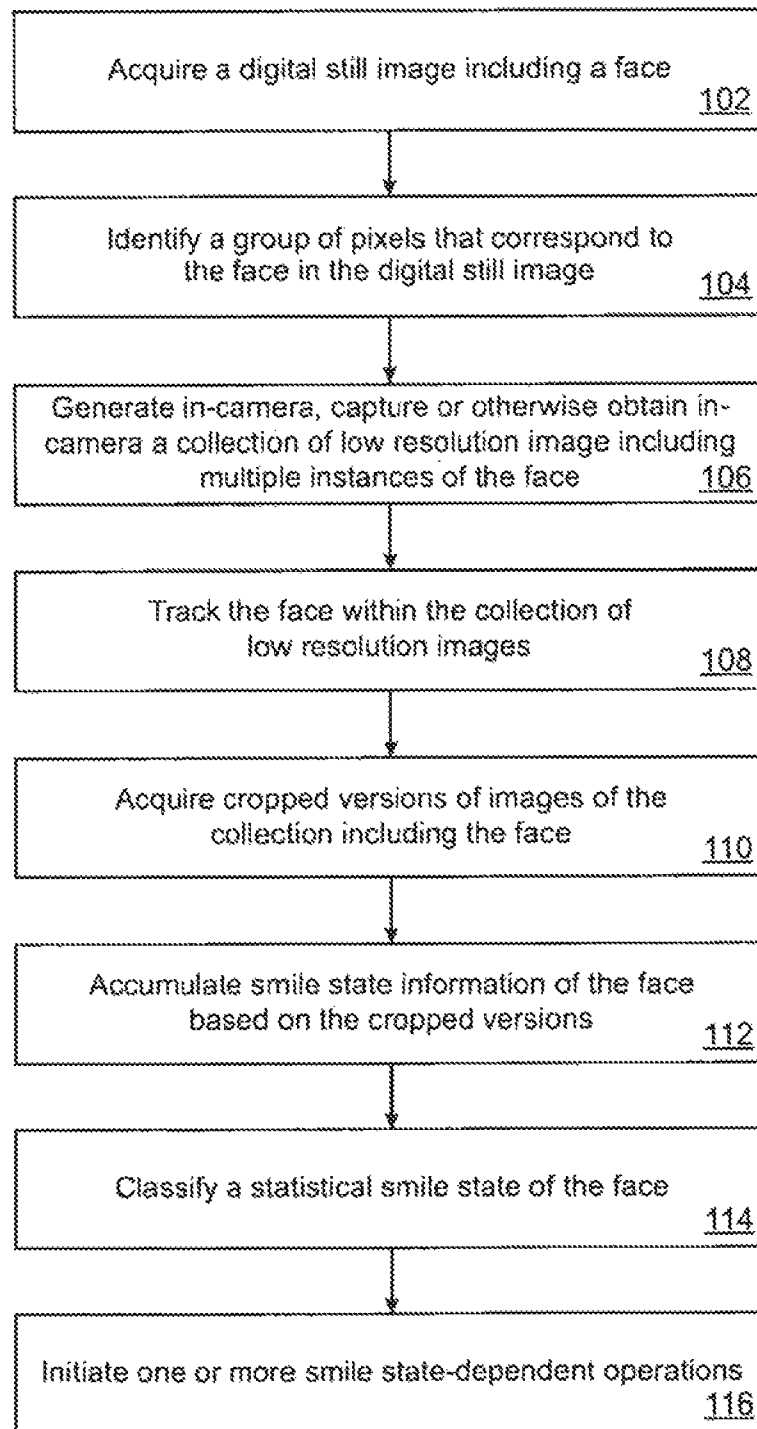 Acquire a digital still image including a face
102
Identify a group of pixels that correspond to
the face in the digital still image
104
Generate in-camera, capture or otherwise obtain in-
camera a collection of low resolution image including
multiple instances of the face
106
Track the face within the collection of
low resolution images
108
Acquire cropped versions of images of the
collection including the face
110
Accumulate smile state information of the face
based on the cropped versions
112
Classify a statistical smile state of the face
114
Initiate one or more smile state-dependent operations
116